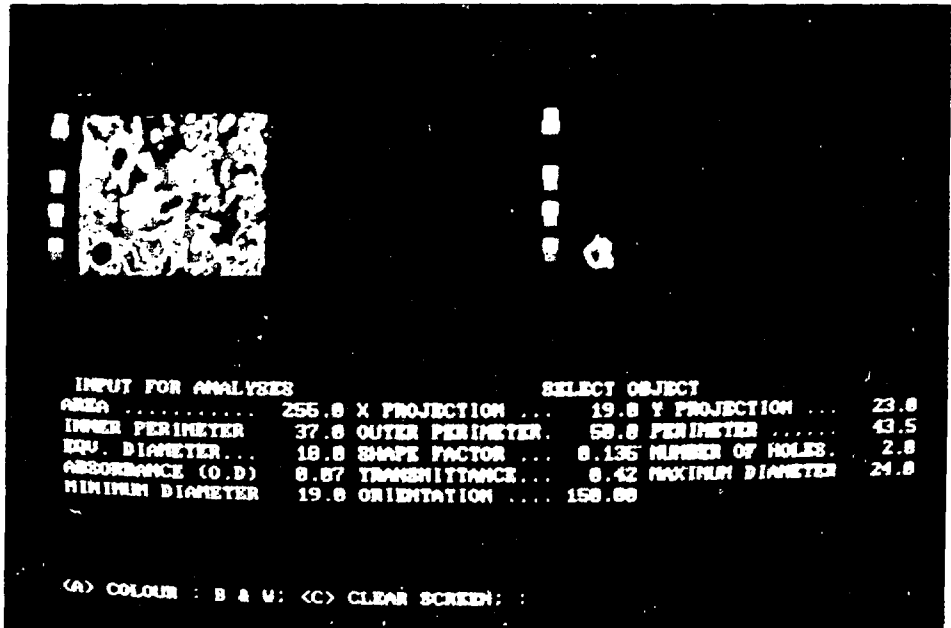 INPUT FOR ANALYSES SELECT OBJECT
AREA ........... 256.0 X PROJECTION ... 19.0 Y PROJECTION ... 23.0
INNER PERIMETER 37.0 OUTER PERIMETER. 60.0 PERIMETER ...... 43.5
EQU. DIAMETER... 18.0 SHAPE FACTOR ... 0.136 NUMBER OF HOLES. 2.0
ABSORBANCE (O.D) 0.07 TRANSMITTANCE... 0.42 MAXIMUM DIAMETER 24.0
MINIMUM DIAMETER 19.0 ORIENTATION .... 150.00
<A> COLOUR : B & W; <C> CLEAR SCREEN; :